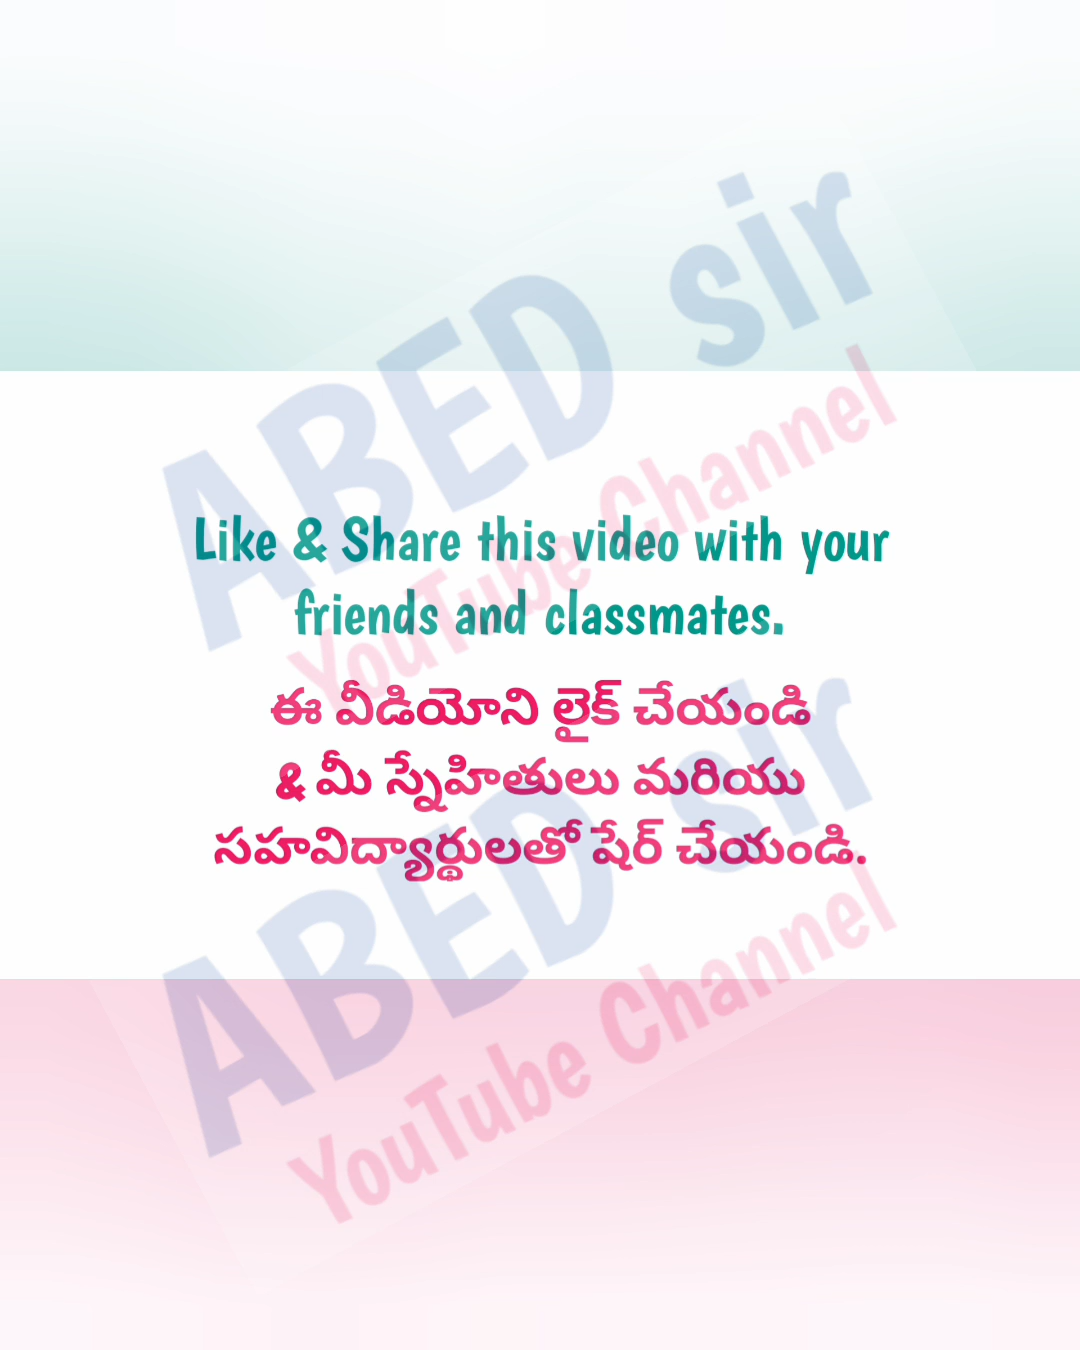 ABED sir
YouTube Channel
Like & Share this video with your
friends and classmates.
ఈ వీడియోని లైక్ చేయండి
& మీ స్నేహితులు మరియు
సహవిద్యార్థులతో షేర్ చేయండి.
ABED sir
YouTube Channel